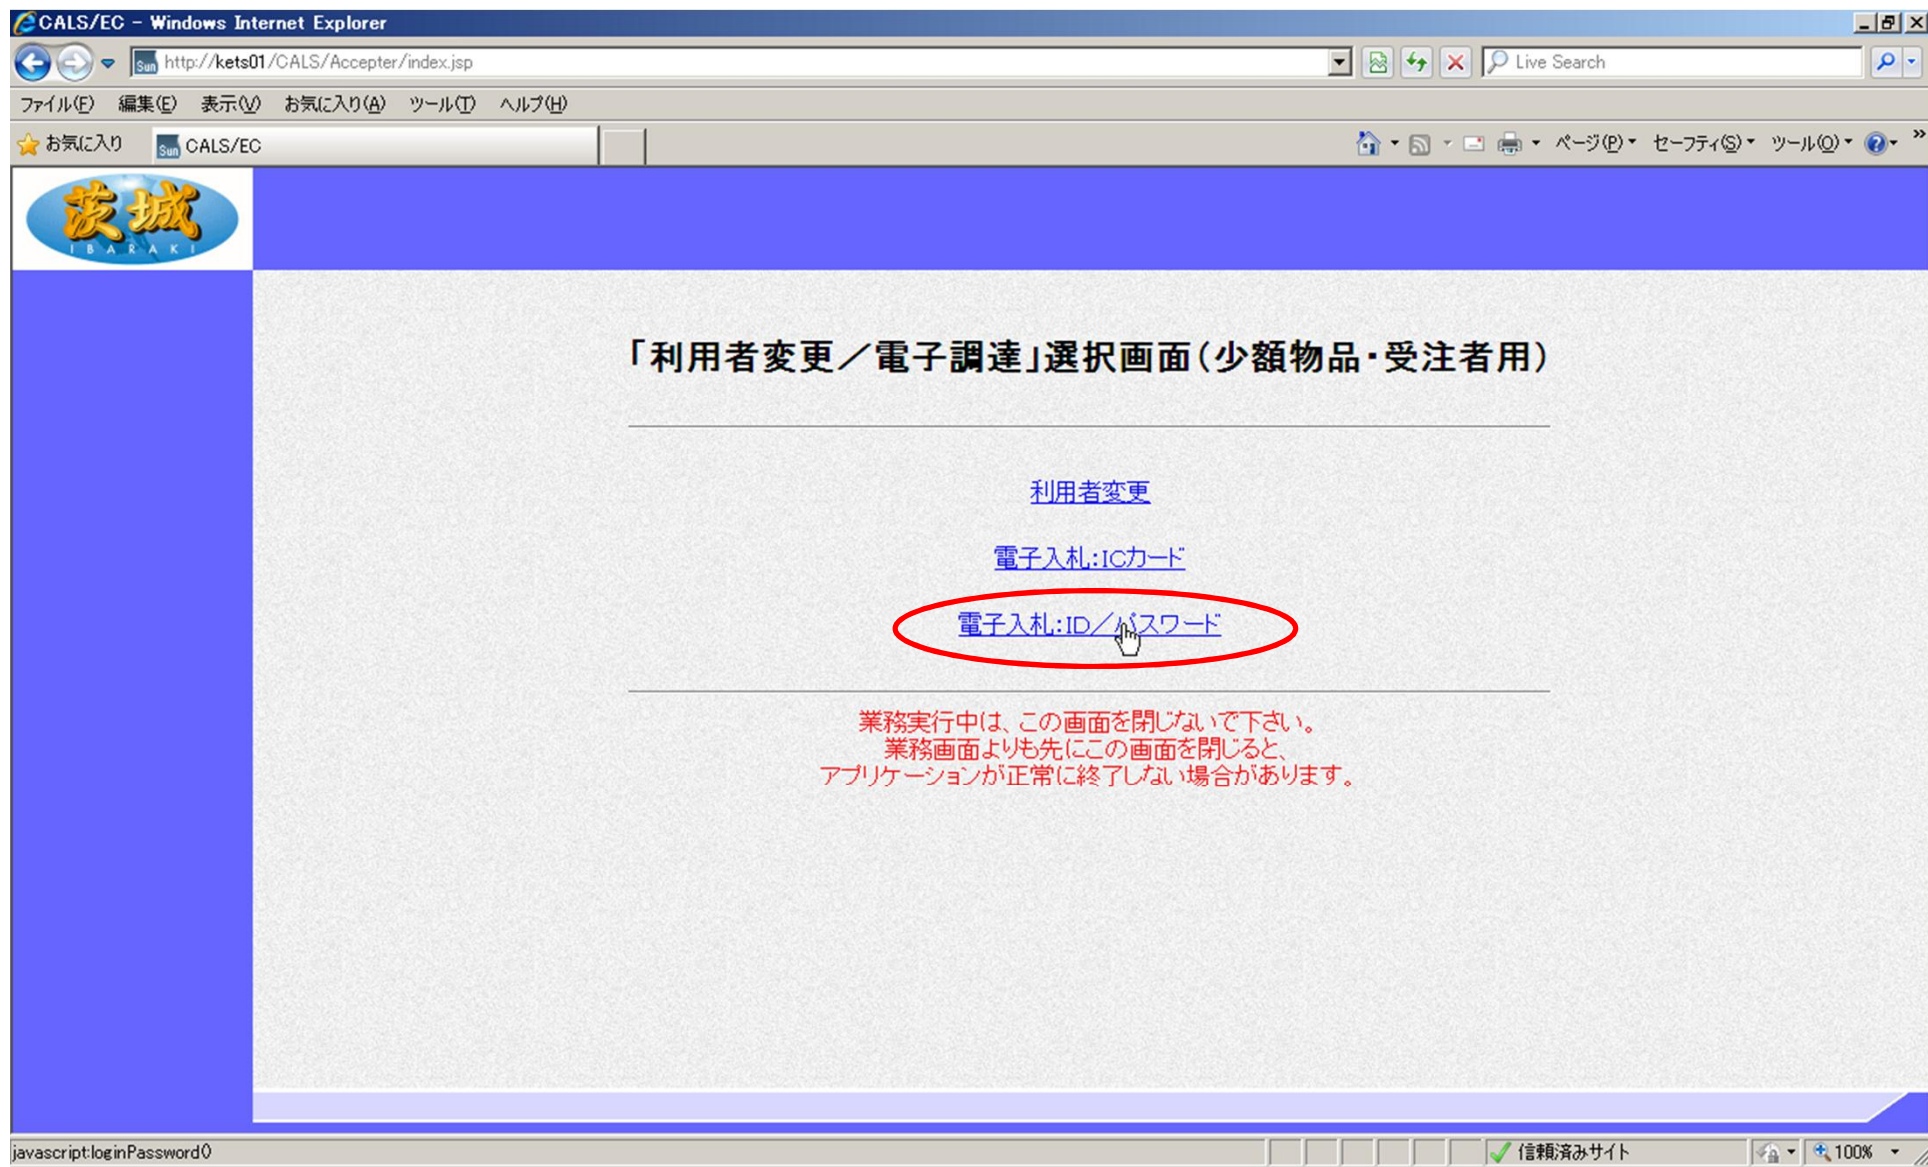 CALS/EC - Windows Internet Explorer
http://kets01/CALS/Accepter/index.jsp
Live Search
ファイル(F) 編集(E) 表示(V) お気に入り(A) ツール(T) ヘルプ(H)
お気に入り CALS/EC ページ(P) セーフティ(S) ツール(O)
茨城
IBARAKI
「利用者変更／電子調達」選択画面（少額物品・受注者用）
利用者変更
電子入札：ICカード
電子入札：ID／パスワード
業務実行中は、この画面を閉じないで下さい。
業務画面よりも先にこの画面を閉じると、
アプリケーションが正常に終了しない場合があります。
javascript:loginPassword() 信頼済みサイト 100%